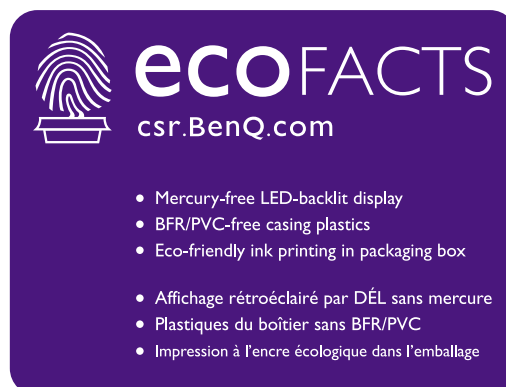 ecoFACTS
csr.BenQ.com
• Mercury-free LED-backlit display
• BFR/PVC-free casing plastics
• Eco-friendly ink printing in packaging box
• Affichage rétroéclairé par DÉL sans mercure
• Plastiques du boîtier sans BFR/PVC
• Impression à l'encre écologique dans l'emballage